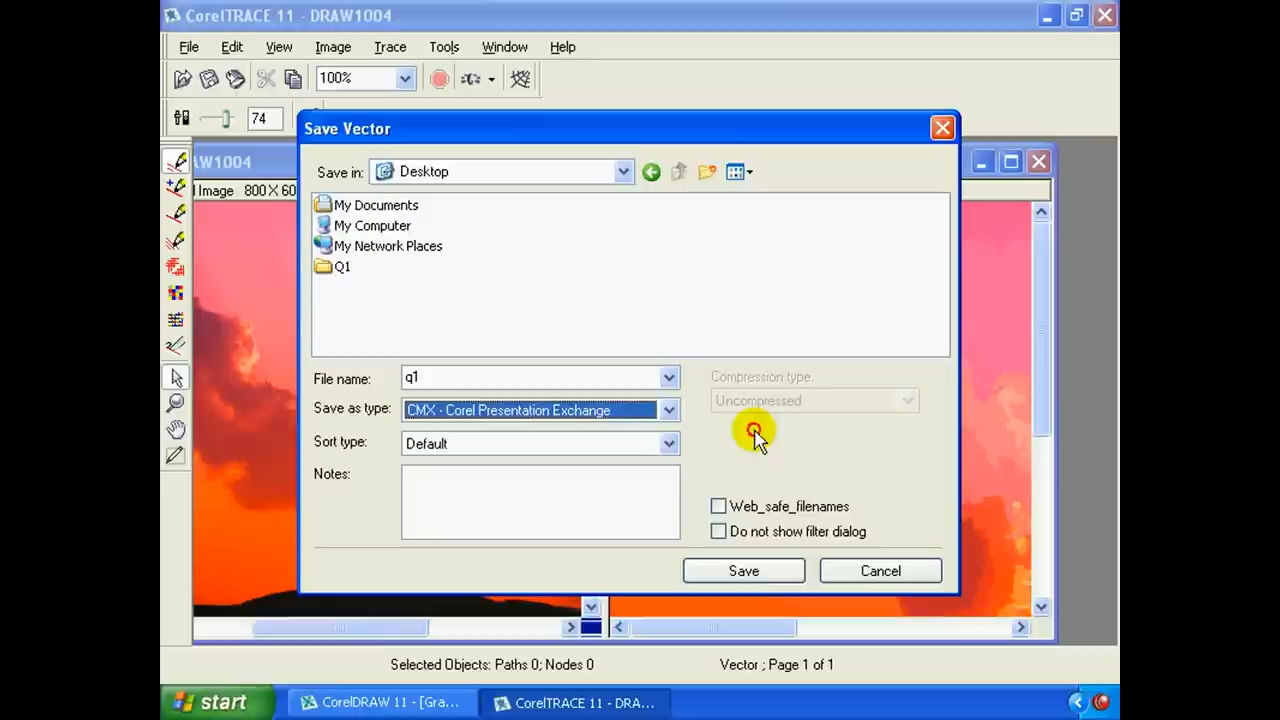 CorelTRACE 11 - DRAW1004
File Edit View Image Trace Tools Window Help
100%
74
Save Vector
Save in: Desktop
My Documents
My Computer
My Network Places
Q1
File name: q1
Save as type: CMX - Corel Presentation Exchange
Sort type: Default
Notes:
Compression type:
Uncompressed
Web_safe_filenames
Do not show filter dialog
Save Cancel
Image 800 X 60
Selected Objects: Paths 0; Nodes 0 Vector ; Page 1 of 1
start CorelDRAW 11 - [Gra... CorelTRACE 11 - DRA...